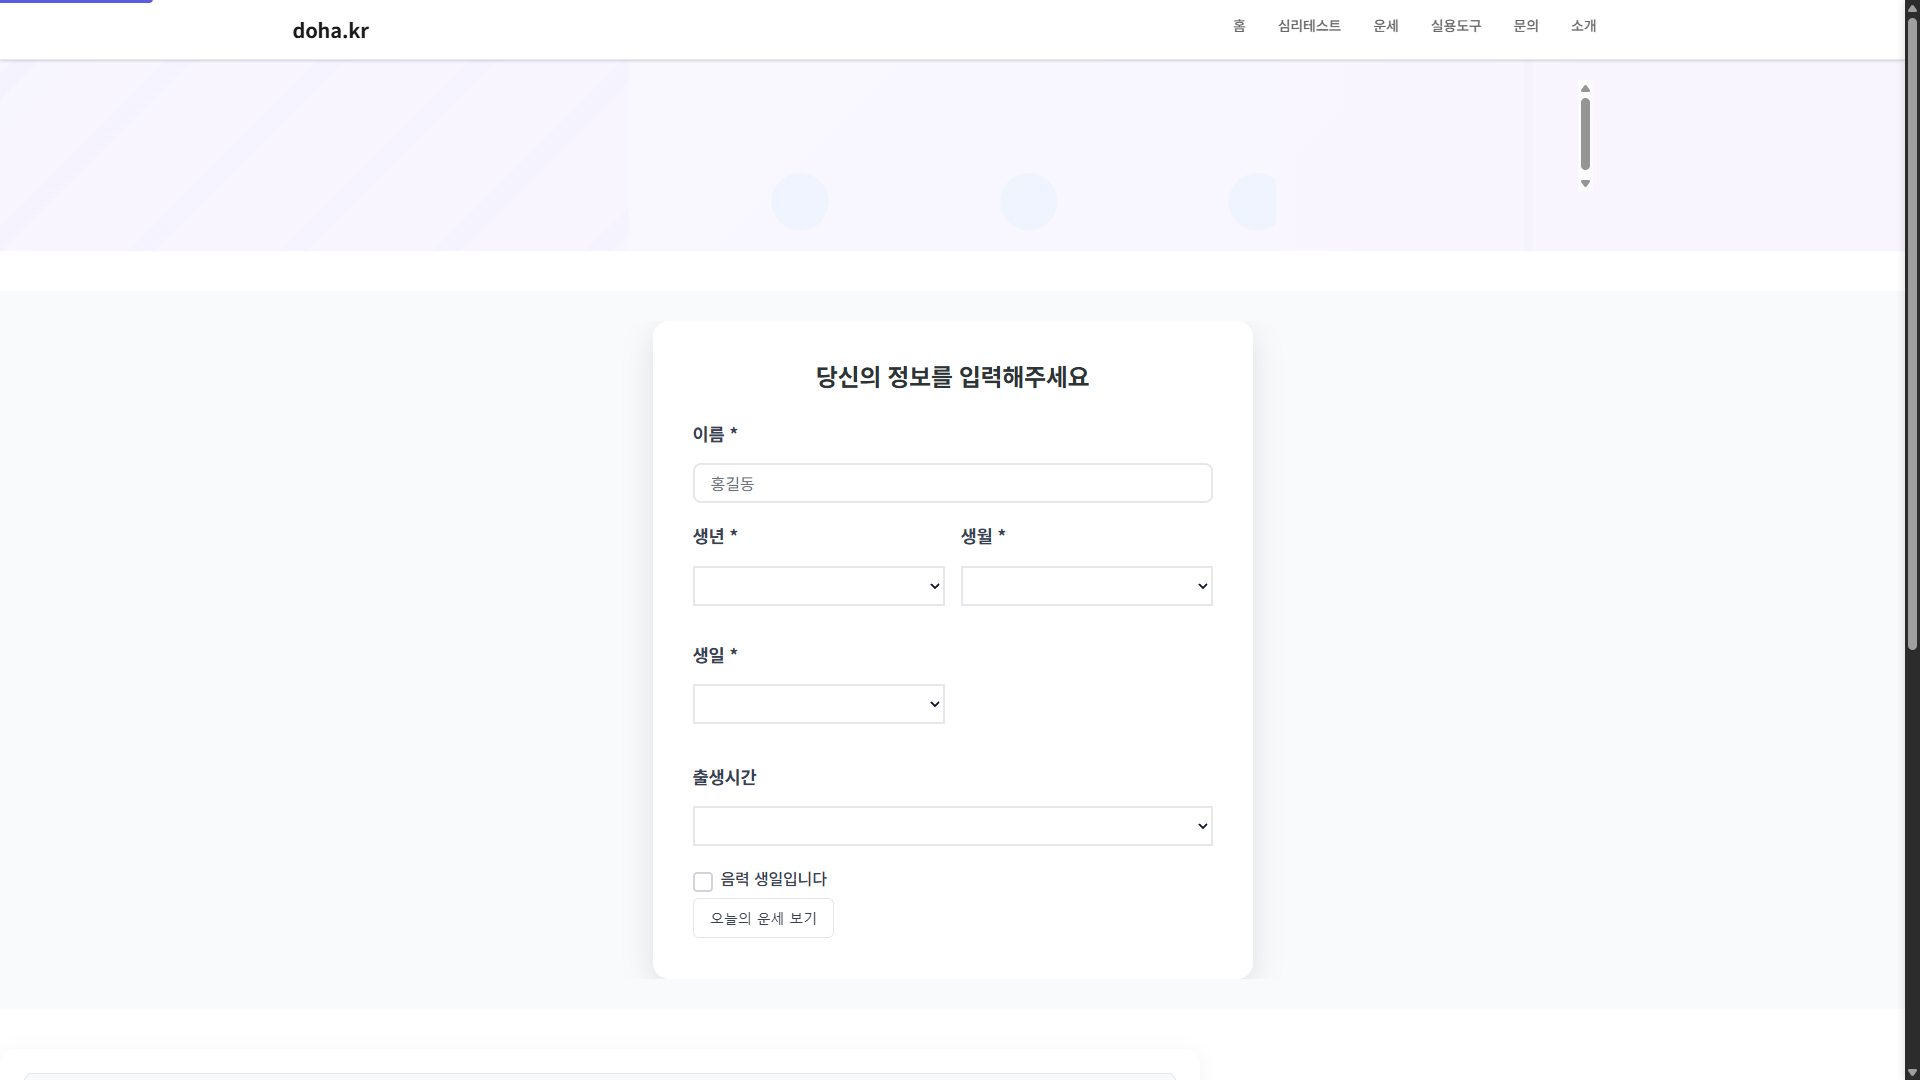 doha.kr
홈 심리테스트 운세 실용도구 문의 소개
당신의 정보를 입력해주세요
이름 *
홍길동
생년 * 생월 *
생일 *
출생시간
음력 생일입니다
오늘의 운세 보기